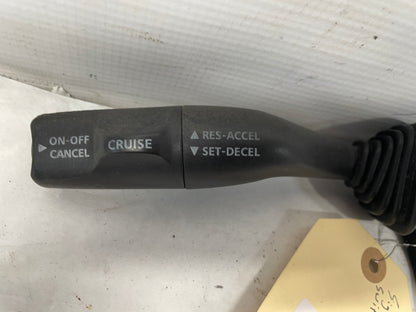 ON-OFF
CANCEL
CRUISE
▲ RES-ACCEL
▼ SET-DECEL